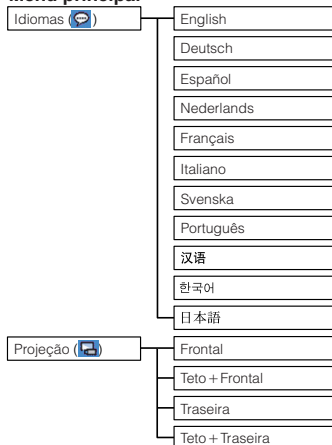 Menu principal
Idiomas ( )
English
Deutsch
Español
Nederlands
Français
Italiano
Svenska
Português
汉语
한국어
日本語
Projeção ( )
Frontal
Teto+Frontal
Traseira
Teto+Traseira